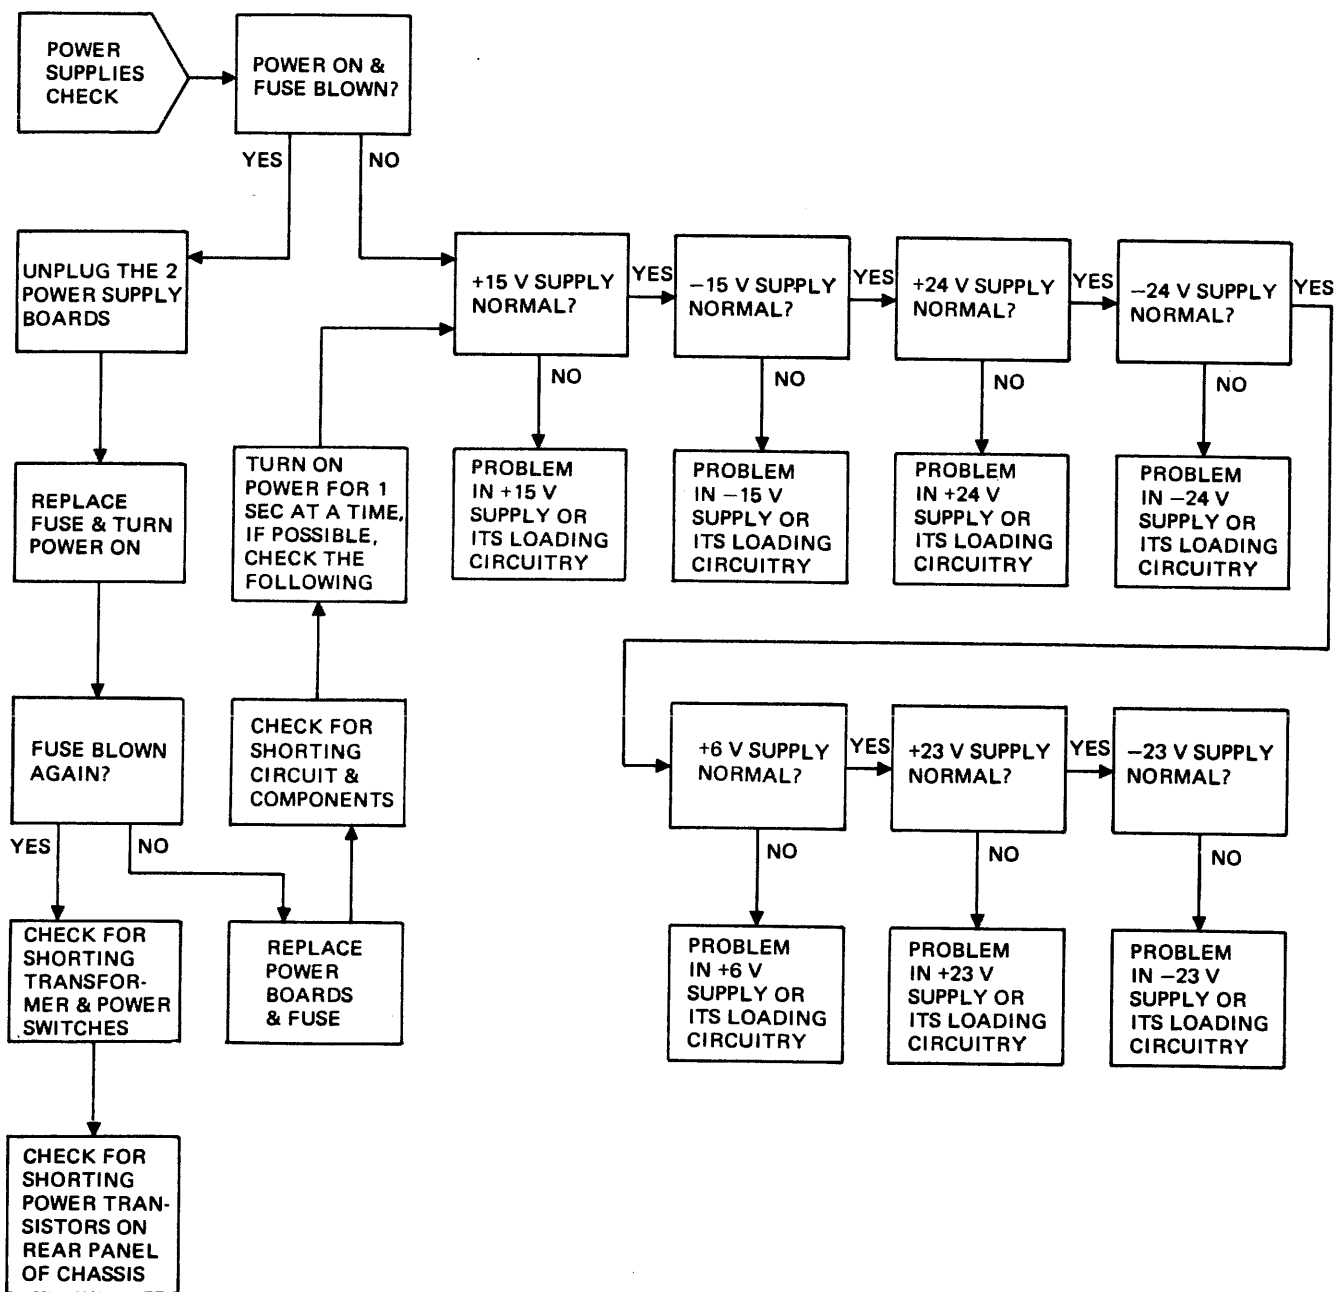 POWER
SUPPLIES
CHECK
POWER ON &
FUSE BLOWN?
YES
NO
UNPLUG THE 2
POWER SUPPLY
BOARDS
+15 V SUPPLY
NORMAL?
YES
−15 V SUPPLY
NORMAL?
YES
+24 V SUPPLY
NORMAL?
YES
−24 V SUPPLY
NORMAL?
YES
NO
NO
NO
NO
REPLACE
FUSE & TURN
POWER ON
TURN ON
POWER FOR 1
SEC AT A TIME,
IF POSSIBLE,
CHECK THE
FOLLOWING
PROBLEM
IN +15 V
SUPPLY OR
ITS LOADING
CIRCUITRY
PROBLEM
IN −15 V
SUPPLY OR
ITS LOADING
CIRCUITRY
PROBLEM
IN +24 V
SUPPLY OR
ITS LOADING
CIRCUITRY
PROBLEM
IN −24 V
SUPPLY OR
ITS LOADING
CIRCUITRY
FUSE BLOWN
AGAIN?
CHECK FOR
SHORTING
CIRCUIT &
COMPONENTS
+6 V SUPPLY
NORMAL?
YES
+23 V SUPPLY
NORMAL?
YES
−23 V SUPPLY
NORMAL?
YES
NO
NO
NO
NO
CHECK FOR
SHORTING
TRANSFOR-
MER & POWER
SWITCHES
REPLACE
POWER
BOARDS
& FUSE
PROBLEM
IN +6 V
SUPPLY OR
ITS LOADING
CIRCUITRY
PROBLEM
IN +23 V
SUPPLY OR
ITS LOADING
CIRCUITRY
PROBLEM
IN −23 V
SUPPLY OR
ITS LOADING
CIRCUITRY
CHECK FOR
SHORTING
POWER TRAN-
SISTORS ON
REAR PANEL
OF CHASSIS